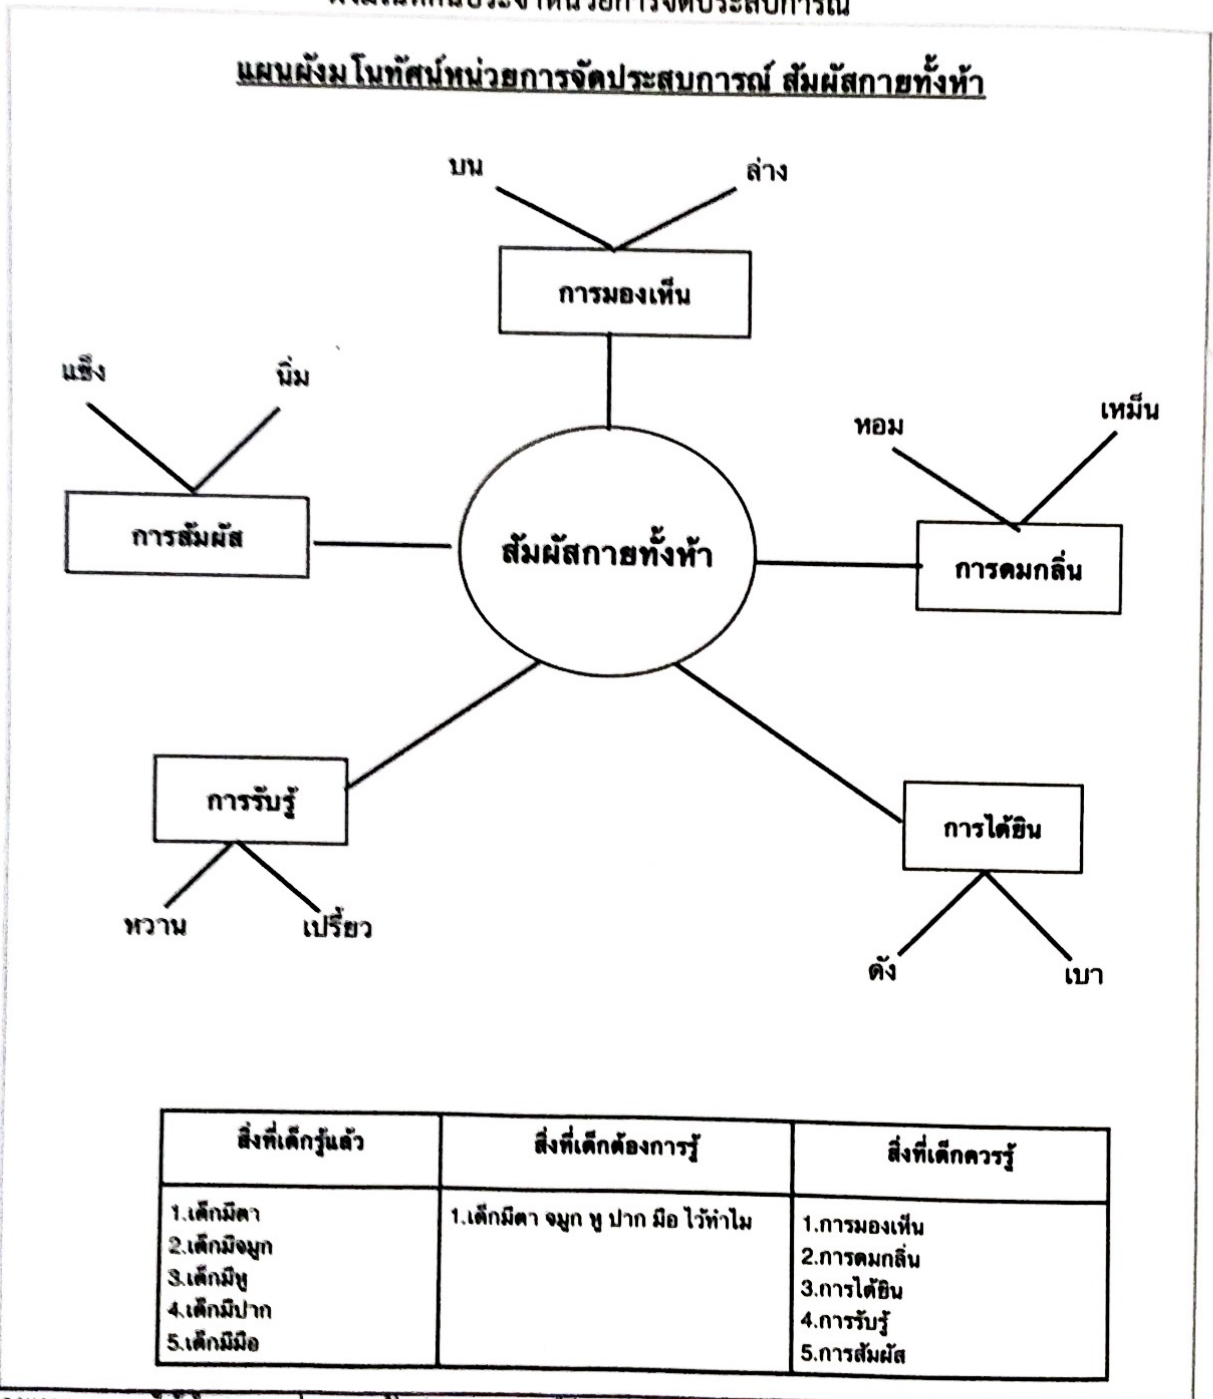 แผนผังมโนทัศน์หน่วยการจัดประสบการณ์ สัมผัสกายทั้งห้า
บน
ล่าง
การมองเห็น
แข็ง
นิ่ม
หอม
เหม็น
การสัมผัส
สัมผัสกายทั้งห้า
การดมกลิ่น
การรับรู้
การได้ยิน
หวาน
เปรี้ยว
ดัง
เบา
สิ่งที่เด็กรู้แล้ว
สิ่งที่เด็กต้องการรู้
สิ่งที่เด็กควรรู้
1.เด็กมีตา
2.เด็กมีจมูก
3.เด็กมีหู
4.เด็กมีปาก
5.เด็กมีมือ
1.เด็กมีตา จมูก หู ปาก มือ ไว้ทำไม
1.การมองเห็น
2.การดมกลิ่น
3.การได้ยิน
4.การรับรู้
5.การสัมผัส